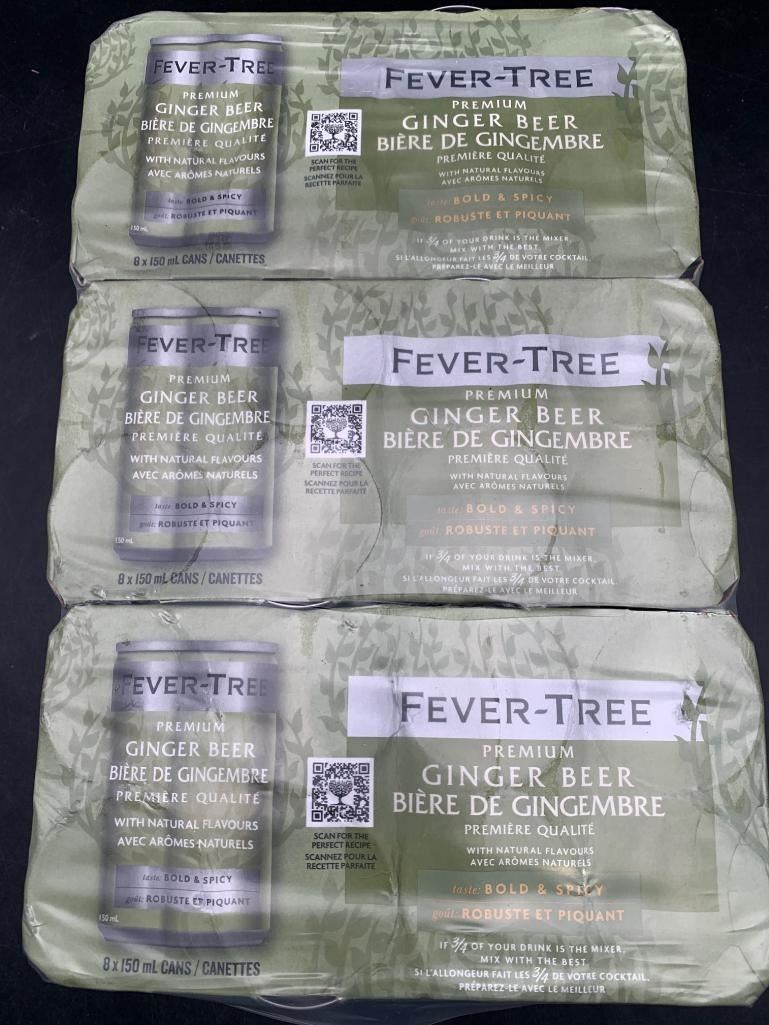 FEVER-TREE
PREMIUM
GINGER BEER
BIÈRE DE GINGEMBRE
PREMIÈRE QUALITÉ
WITH NATURAL FLAVOURS
AVEC ARÔMES NATURELS
taste: BOLD & SPICY
goût: ROBUSTE ET PIQUANT
150 mL
8 x 150 mL CANS / CANETTES
SCAN FOR THE
PERFECT RECIPE
SCANNEZ POUR LA
RECETTE PARFAITE
FEVER-TREE
PREMIUM
GINGER BEER
BIÈRE DE GINGEMBRE
PREMIÈRE QUALITÉ
WITH NATURAL FLAVOURS
AVEC ARÔMES NATURELS
taste: BOLD & SPICY
goût: ROBUSTE ET PIQUANT
IF 3/4 OF YOUR DRINK IS THE MIXER,
MIX WITH THE BEST.
SI L'ALLONGEUR FAIT LES 3/4 DE VOTRE COCKTAIL,
PRÉPAREZ-LE AVEC LE MEILLEUR
FEVER-TREE
PREMIUM
GINGER BEER
BIÈRE DE GINGEMBRE
PREMIÈRE QUALITÉ
WITH NATURAL FLAVOURS
AVEC ARÔMES NATURELS
taste: BOLD & SPICY
goût: ROBUSTE ET PIQUANT
150 mL
8 x 150 mL CANS / CANETTES
SCAN FOR THE
PERFECT RECIPE
SCANNEZ POUR LA
RECETTE PARFAITE
FEVER-TREE
PREMIUM
GINGER BEER
BIÈRE DE GINGEMBRE
PREMIÈRE QUALITÉ
WITH NATURAL FLAVOURS
AVEC ARÔMES NATURELS
taste: BOLD & SPICY
goût: ROBUSTE ET PIQUANT
IF 3/4 OF YOUR DRINK IS THE MIXER,
MIX WITH THE BEST.
SI L'ALLONGEUR FAIT LES 3/4 DE VOTRE COCKTAIL,
PRÉPAREZ-LE AVEC LE MEILLEUR
FEVER-TREE
PREMIUM
GINGER BEER
BIÈRE DE GINGEMBRE
PREMIÈRE QUALITÉ
WITH NATURAL FLAVOURS
AVEC ARÔMES NATURELS
taste: BOLD & SPICY
goût: ROBUSTE ET PIQUANT
150 mL
8 x 150 mL CANS / CANETTES
SCAN FOR THE
PERFECT RECIPE
SCANNEZ POUR LA
RECETTE PARFAITE
FEVER-TREE
PREMIUM
GINGER BEER
BIÈRE DE GINGEMBRE
PREMIÈRE QUALITÉ
WITH NATURAL FLAVOURS
AVEC ARÔMES NATURELS
taste: BOLD & SPICY
goût: ROBUSTE ET PIQUANT
IF 3/4 OF YOUR DRINK IS THE MIXER,
MIX WITH THE BEST.
SI L'ALLONGEUR FAIT LES 3/4 DE VOTRE COCKTAIL,
PRÉPAREZ-LE AVEC LE MEILLEUR